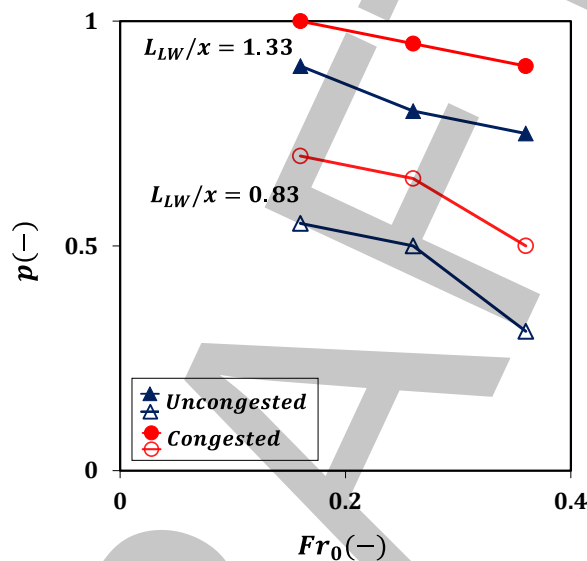 1
L_LW/x = 1.33
L_LW/x = 0.83
0.5
p(−)
Uncongested
Congested
0
0
0.2
0.4
Fr_0(−)